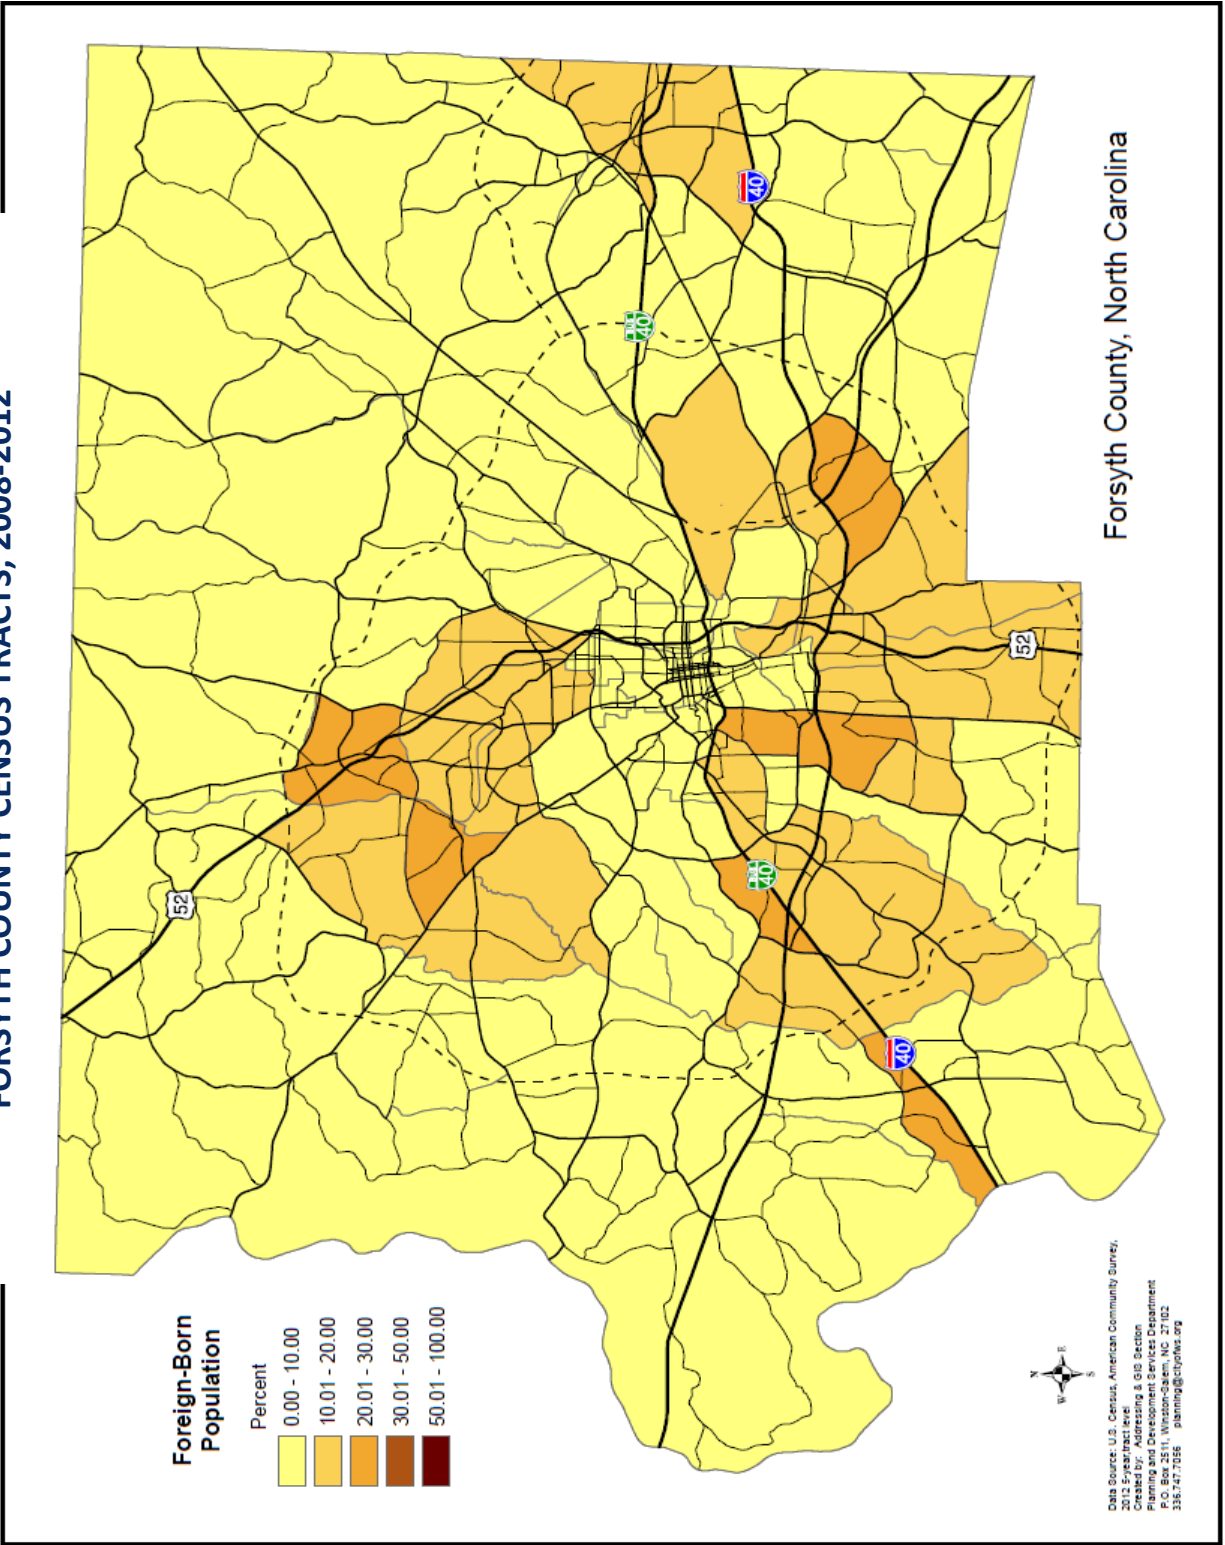 FORSYTH COUNTY CENSUS TRACTS, 2008-2012
Foreign-Born
Population
Percent
0.00 - 10.00
10.01 - 20.00
20.01 - 30.00
30.01 - 50.00
50.01 - 100.00
52
40
40
40
40
52
Forsyth County, North Carolina
N
W E
S
Data Source: U.S. Census, American Community Survey,
2012 5-year,tract level
Created by: Addressing & GIS Section
Planning and Development Services Department
P.O. Box 2511, Winston-Salem, NC 27102
336.747.7056 planning@cityofws.org